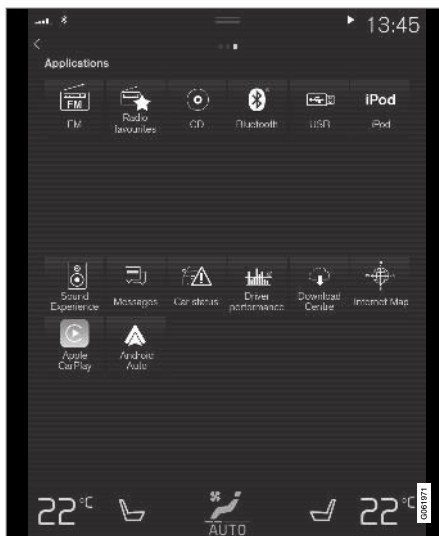 13:45
Applications
FM
iPod
FM
Radio
favourites
CD
Bluetooth
USB
iPod
Sound
Experience
Messages
Car status
Driver
performance
Download
Centre
Internet Map
Apple
CarPlay
Android
Auto
22°C
22°C
AUTO
G061971